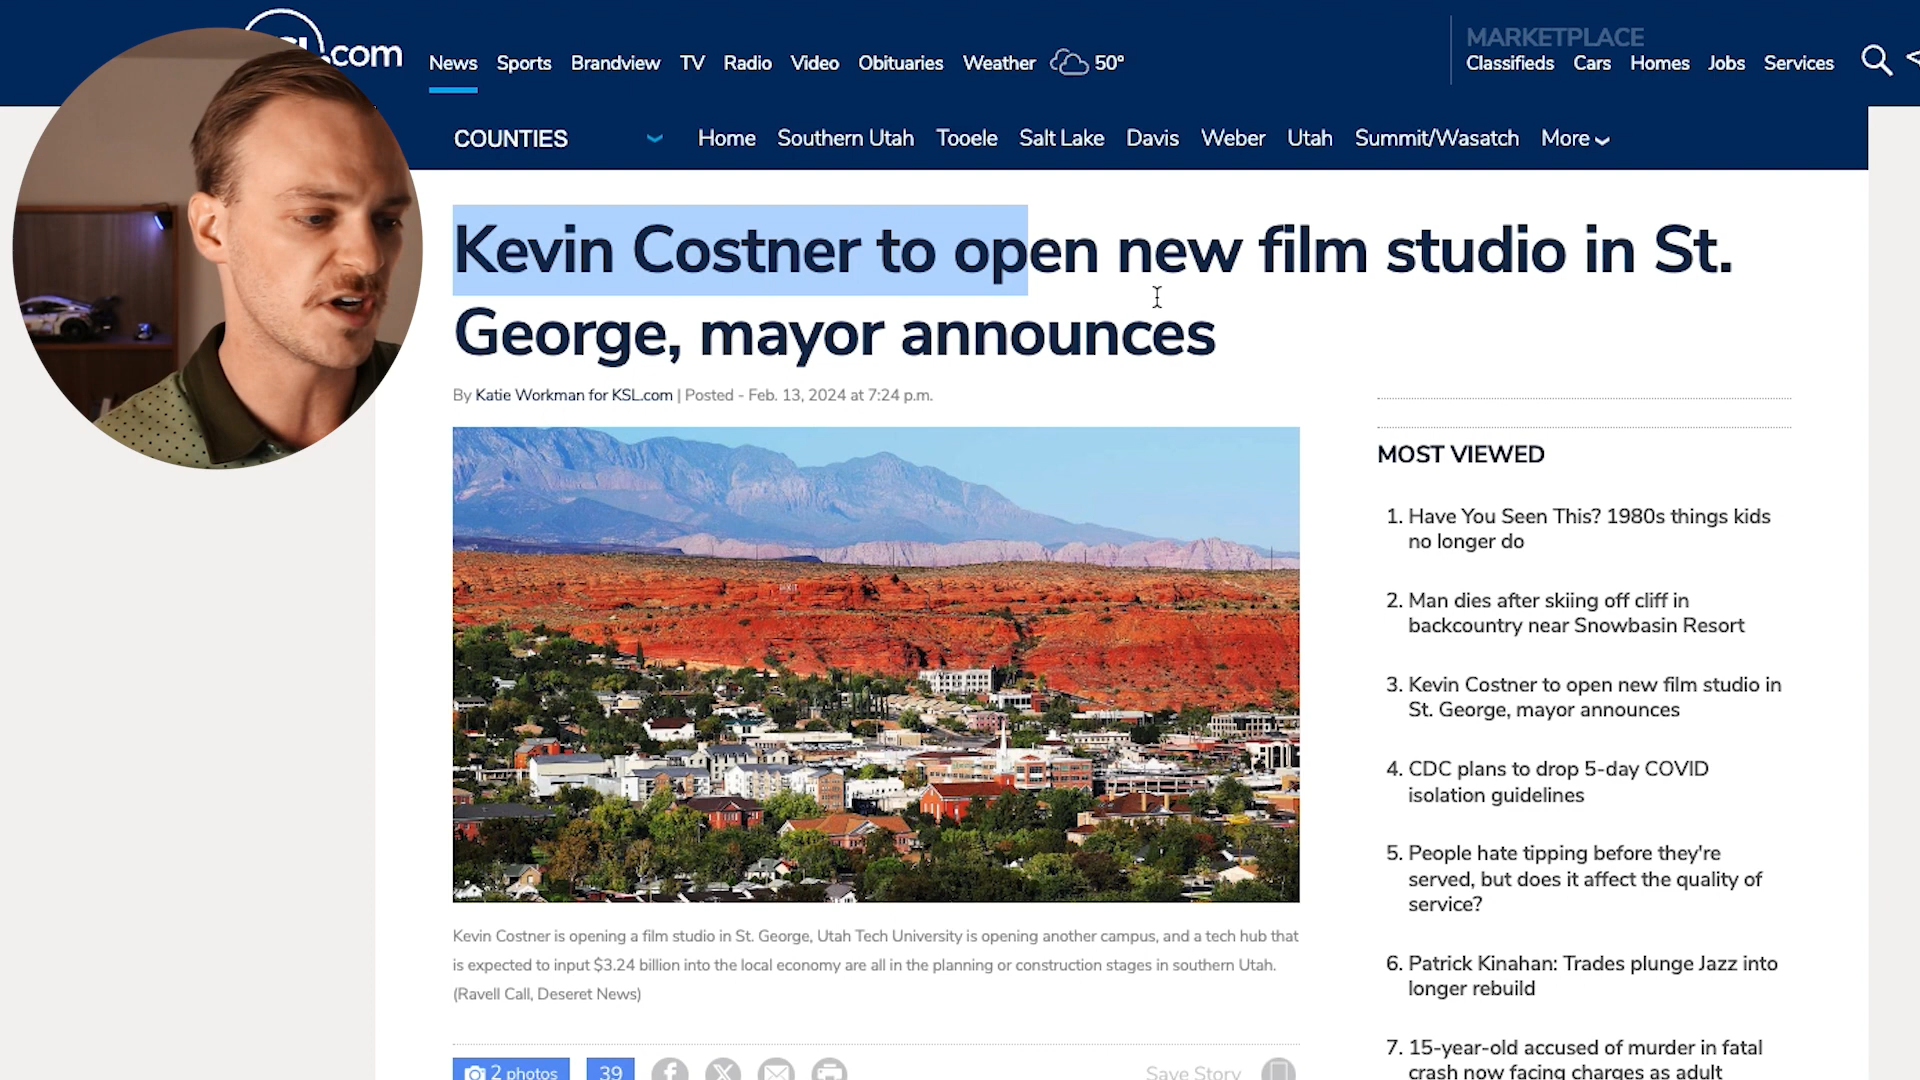 .com
News Sports Brandview TV Radio Video Obituaries Weather 50°
MARKETPLACE
Classifieds Cars Homes Jobs Services
COUNTIES Home Southern Utah Tooele Salt Lake Davis Weber Utah Summit/Wasatch More
Kevin Costner to open new film studio in St.
George, mayor announces
By Katie Workman for KSL.com | Posted - Feb. 13, 2024 at 7:24 p.m.
Kevin Costner is opening a film studio in St. George, Utah Tech University is opening another campus, and a tech hub that
is expected to input $3.24 billion into the local economy are all in the planning or construction stages in southern Utah.
(Ravell Call, Deseret News)
2 photos 39 Save Story
MOST VIEWED
1. Have You Seen This? 1980s things kids
no longer do
2. Man dies after skiing off cliff in
backcountry near Snowbasin Resort
3. Kevin Costner to open new film studio in
St. George, mayor announces
4. CDC plans to drop 5-day COVID
isolation guidelines
5. People hate tipping before they're
served, but does it affect the quality of
service?
6. Patrick Kinahan: Trades plunge Jazz into
longer rebuild
7. 15-year-old accused of murder in fatal
crash now facing charges as adult